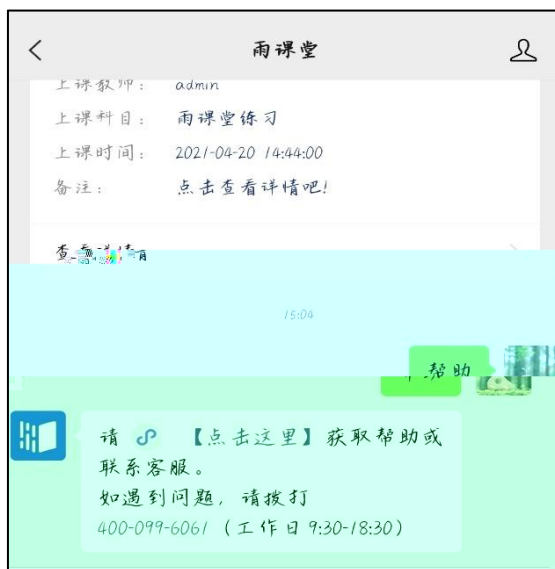 雨课堂
上课教师: admin
上课科目: 雨课堂练习
上课时间: 2021-04-20 14:44:00
备注: 点击查看详情吧!
15:04
帮助
请 【点击这里】获取帮助或
联系客服。
如遇到问题, 请拨打
400-099-6061 (工作日 9:30-18:30)